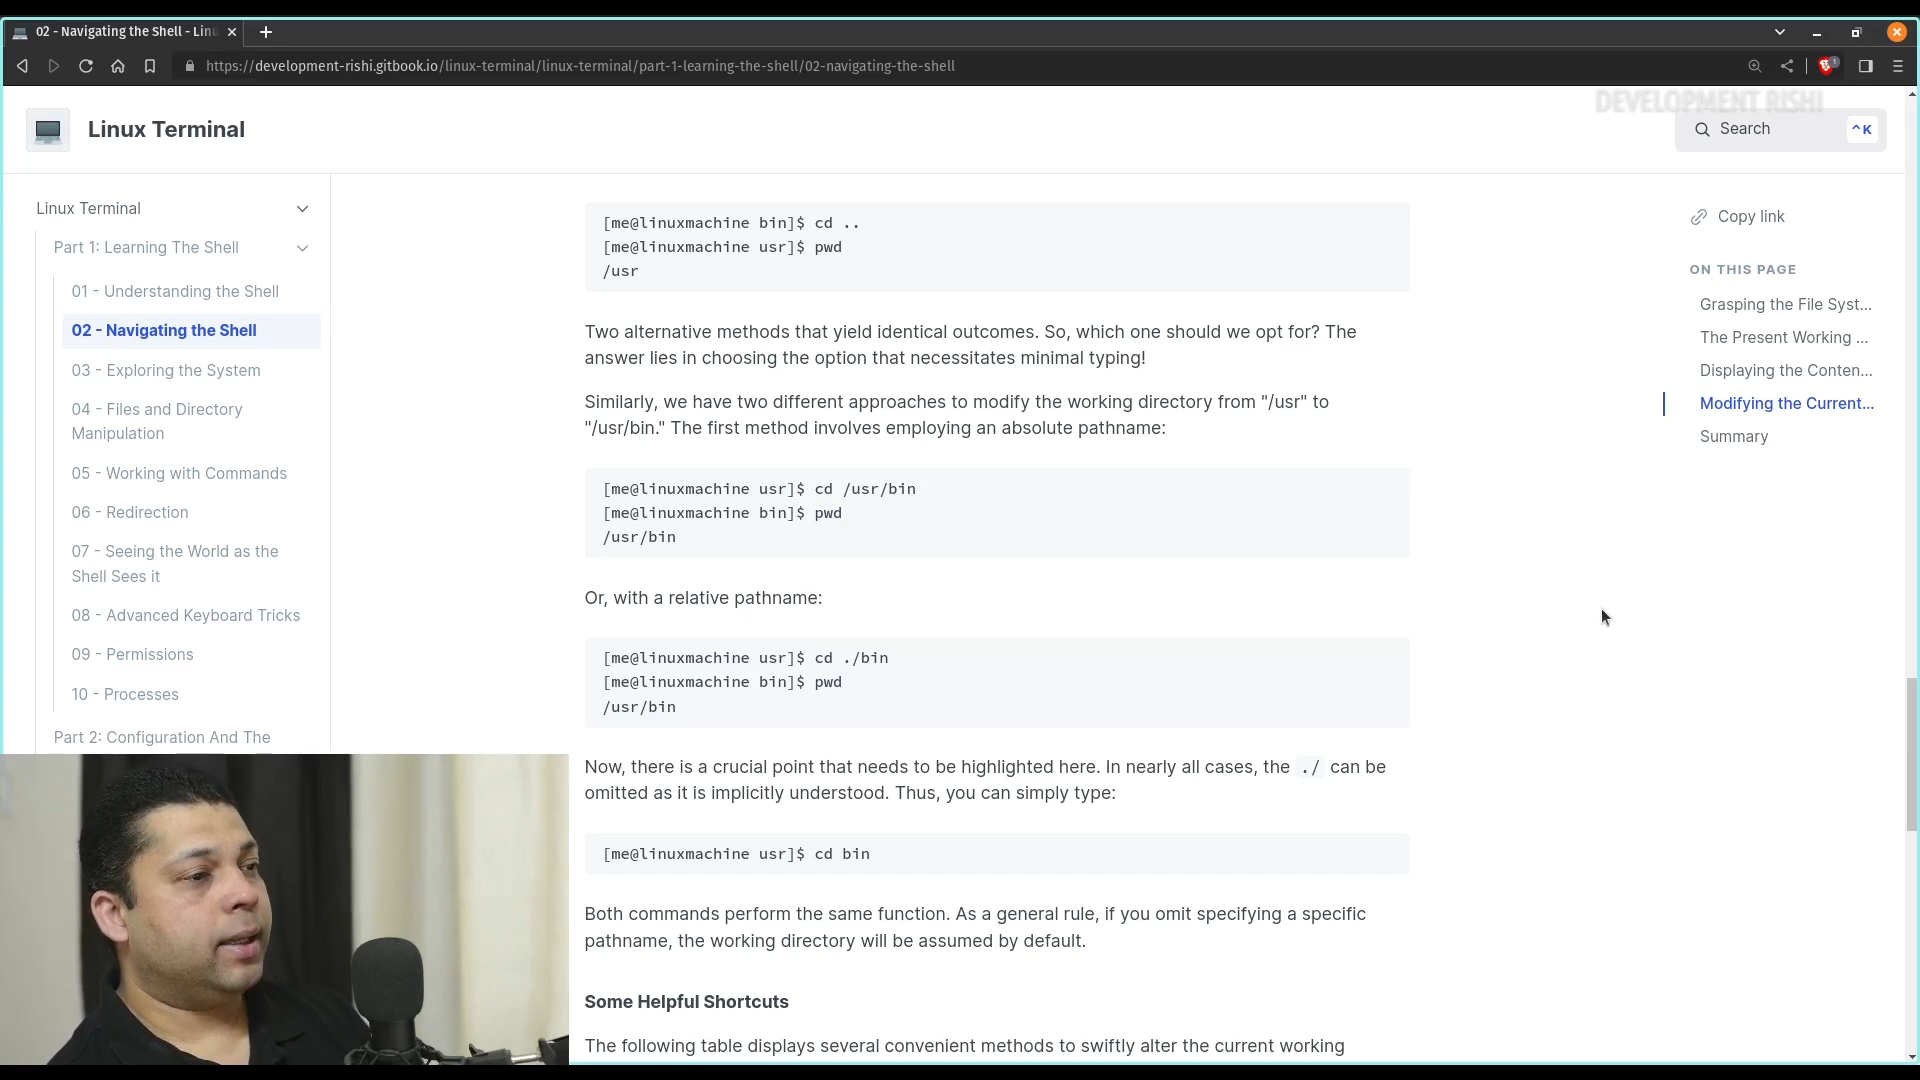 02 - Navigating the Shell - Linu
https://development-rishi.gitbook.io/linux-terminal/linux-terminal/part-1-learning-the-shell/02-navigating-the-shell
1
DEVELOPMENT RISHI
Linux Terminal
Search
^K
Linux Terminal
Part 1: Learning The Shell
01 - Understanding the Shell
02 - Navigating the Shell
03 - Exploring the System
04 - Files and Directory
Manipulation
05 - Working with Commands
06 - Redirection
07 - Seeing the World as the
Shell Sees it
08 - Advanced Keyboard Tricks
09 - Permissions
10 - Processes
Part 2: Configuration And The
[me@linuxmachine bin]$ cd ..
[me@linuxmachine usr]$ pwd
/usr
Two alternative methods that yield identical outcomes. So, which one should we opt for? The
answer lies in choosing the option that necessitates minimal typing!
Similarly, we have two different approaches to modify the working directory from "/usr" to
"/usr/bin." The first method involves employing an absolute pathname:
[me@linuxmachine usr]$ cd /usr/bin
[me@linuxmachine bin]$ pwd
/usr/bin
Or, with a relative pathname:
[me@linuxmachine usr]$ cd ./bin
[me@linuxmachine bin]$ pwd
/usr/bin
Now, there is a crucial point that needs to be highlighted here. In nearly all cases, the ./ can be
omitted as it is implicitly understood. Thus, you can simply type:
[me@linuxmachine usr]$ cd bin
Both commands perform the same function. As a general rule, if you omit specifying a specific
pathname, the working directory will be assumed by default.
Some Helpful Shortcuts
The following table displays several convenient methods to swiftly alter the current working
Copy link
ON THIS PAGE
Grasping the File Syst...
The Present Working ...
Displaying the Conten...
Modifying the Current...
Summary